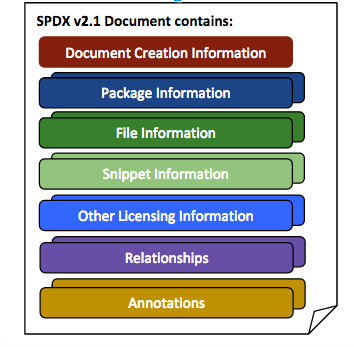 SPDX v2.1 Document contains:
Document Creation Information
Package Information
File Information
Snippet Information
Other Licensing Information
Relationships
Annotations